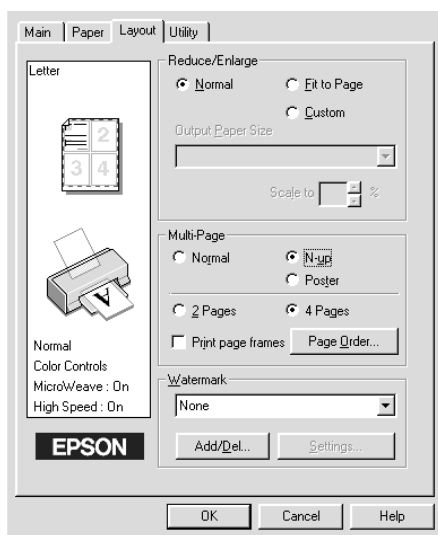 Main Paper Layout Utility
Letter
2
3 4
Normal
Color Controls
MicroWeave : On
High Speed : On
EPSON
Reduce/Enlarge
Normal Fit to Page
Custom
Output Paper Size
Scale to %
Multi-Page
Normal N-up
Poster
2 Pages 4 Pages
Print page frames Page Order...
Watermark
None
Add/Del... Settings...
OK Cancel Help